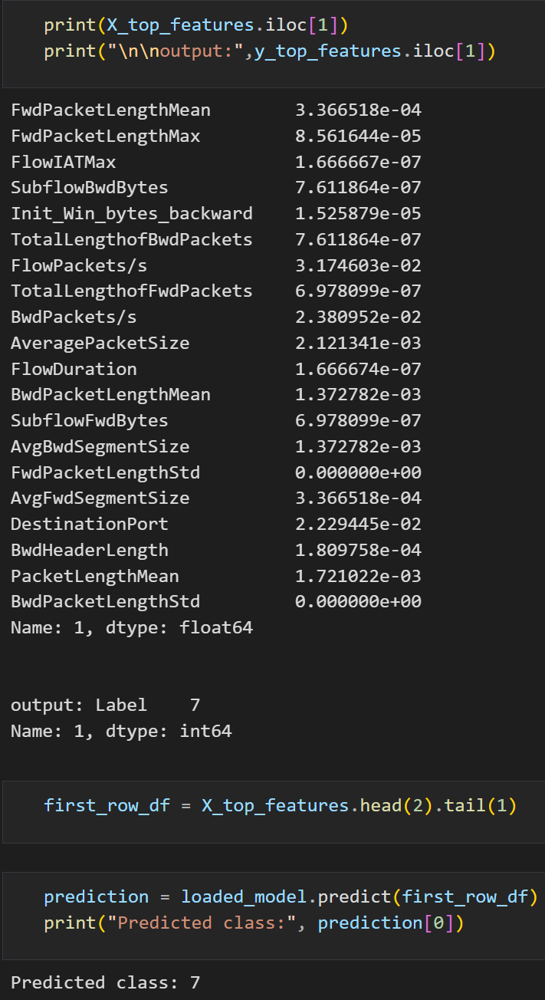 print(X_top_features.iloc[1])
print("\n\noutput:",y_top_features.iloc[1])
FwdPacketLengthMean 3.366518e-04
FwdPacketLengthMax 8.561644e-05
FlowIATMax 1.666667e-07
SubflowBwdBytes 7.611864e-07
Init_Win_bytes_backward 1.525879e-05
TotalLengthofBwdPackets 7.611864e-07
FlowPackets/s 3.174603e-02
TotalLengthofFwdPackets 6.978099e-07
BwdPackets/s 2.380952e-02
AveragePacketSize 2.121341e-03
FlowDuration 1.666674e-07
BwdPacketLengthMean 1.372782e-03
SubflowFwdBytes 6.978099e-07
AvgBwdSegmentSize 1.372782e-03
FwdPacketLengthStd 0.000000e+00
AvgFwdSegmentSize 3.366518e-04
DestinationPort 2.229445e-02
BwdHeaderLength 1.809758e-04
PacketLengthMean 1.721022e-03
BwdPacketLengthStd 0.000000e+00
Name: 1, dtype: float64
output: Label 7
Name: 1, dtype: int64
first_row_df = X_top_features.head(2).tail(1)
prediction = loaded_model.predict(first_row_df)
print("Predicted class:", prediction[0])
Predicted class: 7